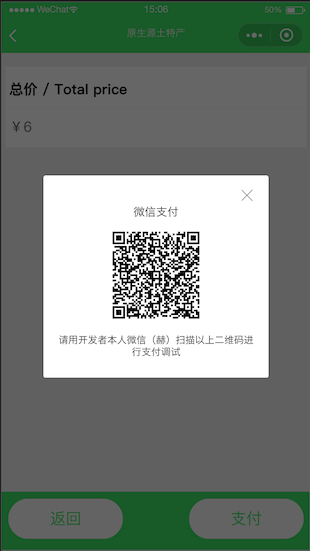 WeChat
15:06
50%
原生源土特产
总价 / Total price
￥6
微信支付
请用开发者本人微信（赫）扫描以上二维码进
行支付调试
返回
支付